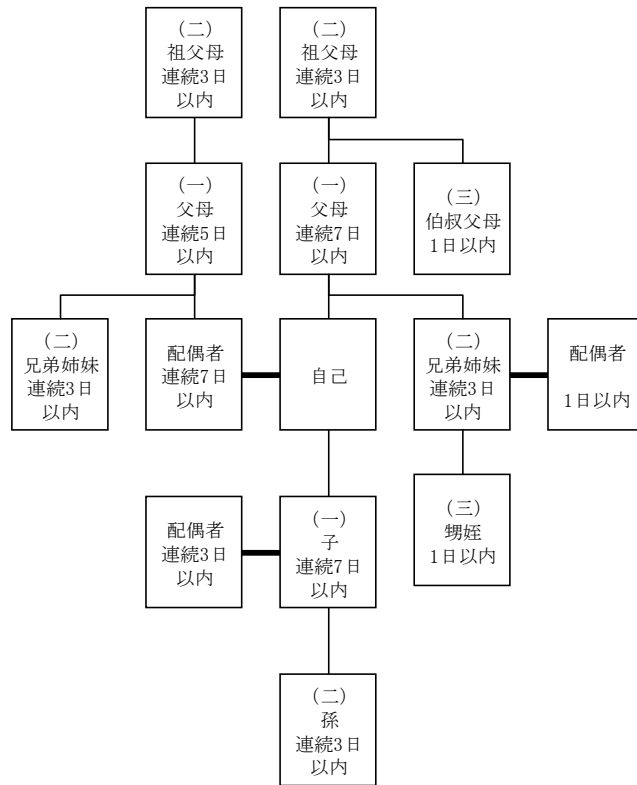 (二)
祖父母
連続3日
以内
(二)
祖父母
連続3日
以内
(一)
父母
連続5日
以内
(一)
父母
連続7日
以内
(三)
伯叔父母
1日以内
(二)
兄弟姉妹
連続3日
以内
配偶者
連続7日
以内
自己
(二)
兄弟姉妹
連続3日
以内
配偶者
1日以内
配偶者
連続3日
以内
(一)
子
連続7日
以内
(三)
甥姪
1日以内
(二)
孫
連続3日
以内